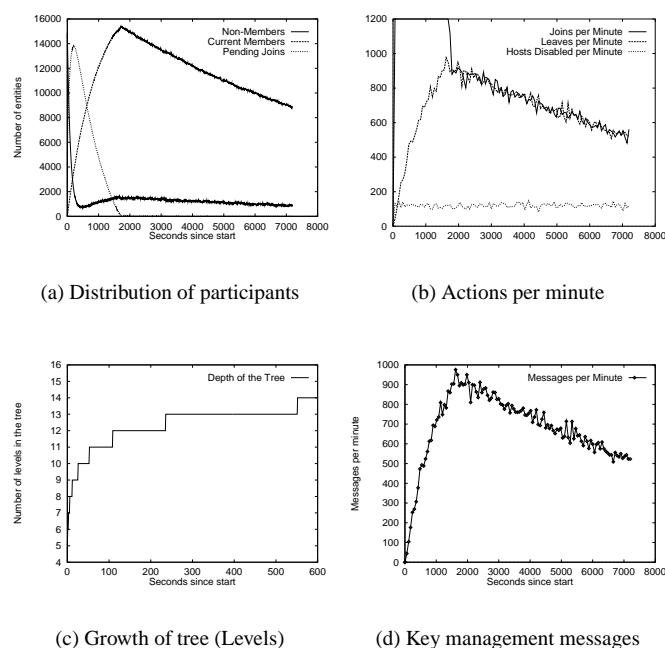 Number of entities
16000
14000
12000
10000
8000
6000
4000
2000
0
Non-Members
Current Members
Pending Joins
0 1000 2000 3000 4000 5000 6000 7000 8000
Seconds since start
(a) Distribution of participants
1200
1000
800
600
400
200
0
Joins per Minute
Leaves per Minute
Hosts Disabled per Minute
0 1000 2000 3000 4000 5000 6000 7000 8000
Seconds since start
(b) Actions per minute
Number of levels in the tree
16
15
14
13
12
11
10
9
8
7
6
5
4
Depth of the Tree
0 100 200 300 400 500 600
Seconds since start
(c) Growth of tree (Levels)
Messages per minute
1000
900
800
700
600
500
400
300
200
100
0
Messages per Minute
0 1000 2000 3000 4000 5000 6000 7000 8000
Seconds since start
(d) Key management messages